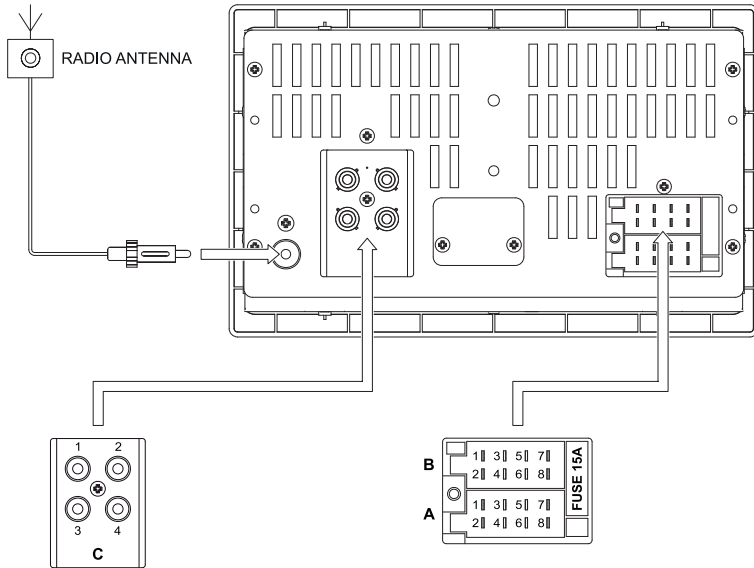 RADIO ANTENNA
1 2
3 4
C
B
1 3 5 7
2 4 6 8
A
1 3 5 7
2 4 6 8
FUSE 15A